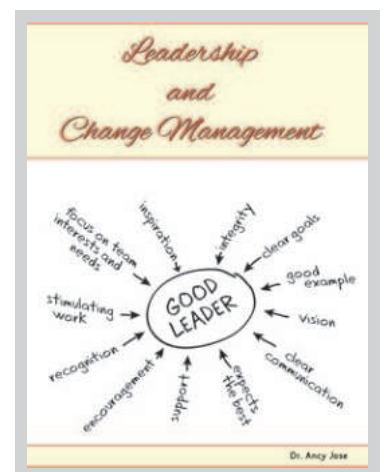 Leadership
and
Change Management
inspiration
integrity
clear goals
good
example
vision
clear
communication
expects
the best
support
encouragement
recognition
stimulating
work
focus on team
interests and
needs
GOOD
LEADER
Dr. Ancy Jose